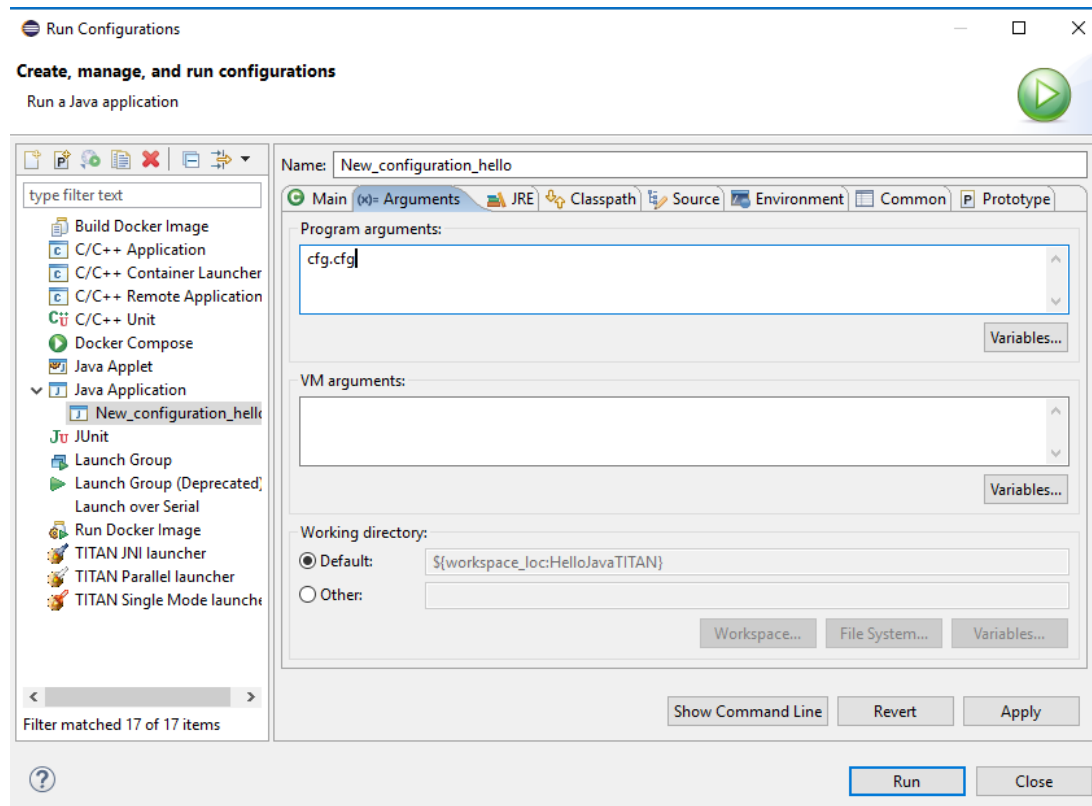 Run Configurations
Create, manage, and run configurations
Run a Java application
type filter text
Build Docker Image
C/C++ Application
C/C++ Container Launcher
C/C++ Remote Application
C/C++ Unit
Docker Compose
Java Applet
Java Application
New_configuration_hello
JUnit
Launch Group
Launch Group (Deprecated)
Launch over Serial
Run Docker Image
TITAN JNI launcher
TITAN Parallel launcher
TITAN Single Mode launche
Filter matched 17 of 17 items
Name: New_configuration_hello
Main (x)= Arguments JRE Classpath Source Environment Common Prototype
Program arguments:
cfg.cfg
Variables...
VM arguments:
Variables...
Working directory:
Default: ${workspace_loc:HelloJavaTITAN}
Other:
Workspace... File System... Variables...
Show Command Line Revert Apply
Run Close